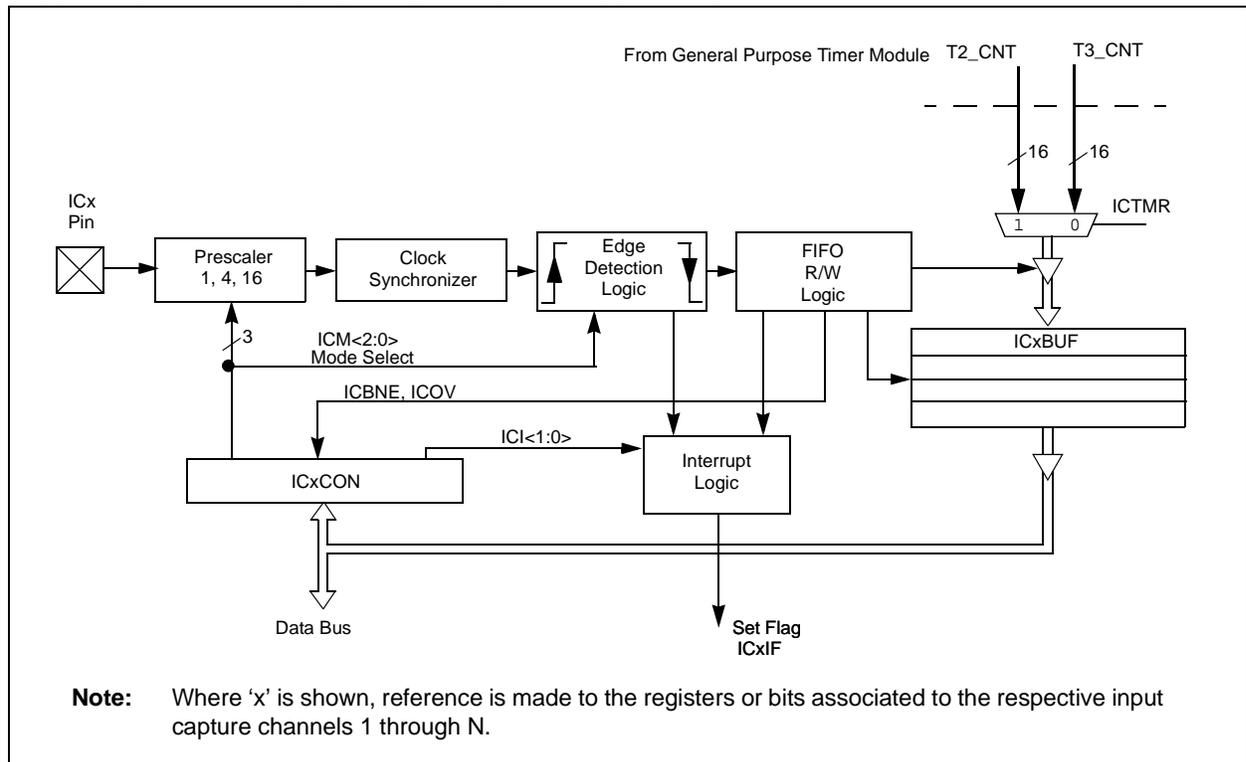 From General Purpose Timer Module
T2_CNT
T3_CNT
16
16
ICx
Pin
ICTMR
1 0
Prescaler
1, 4, 16
Clock
Synchronizer
Edge
Detection
Logic
FIFO
R/W
Logic
3
ICM<2:0>
Mode Select
ICxBUF
ICBNE, ICOV
ICI<1:0>
ICxCON
Interrupt
Logic
Data Bus
Set Flag
ICxIF
Note: Where ‘x’ is shown, reference is made to the registers or bits associated to the respective input
capture channels 1 through N.